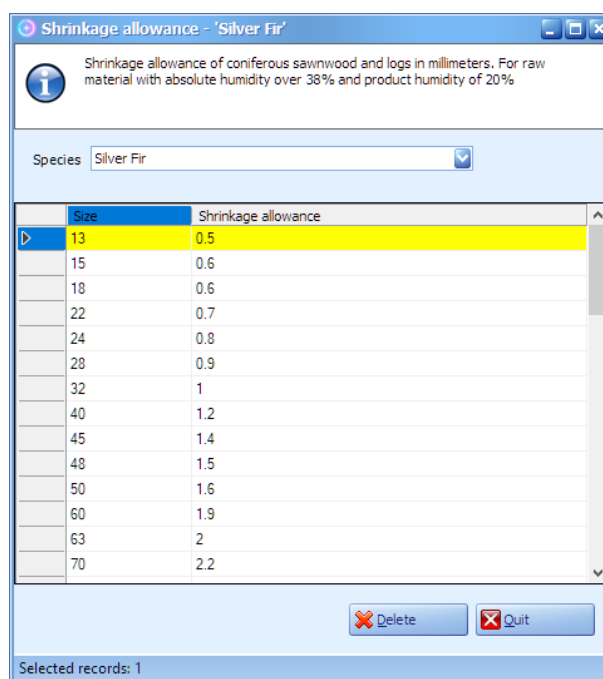 Shrinkage allowance - 'Silver Fir'
Shrinkage allowance of coniferous sawnwood and logs in millimeters. For raw
material with absolute humidity over 38% and product humidity of 20%
Species Silver Fir
Size Shrinkage allowance
13 0.5
15 0.6
18 0.6
22 0.7
24 0.8
28 0.9
32 1
40 1.2
45 1.4
48 1.5
50 1.6
60 1.9
63 2
70 2.2
Delete Quit
Selected records: 1